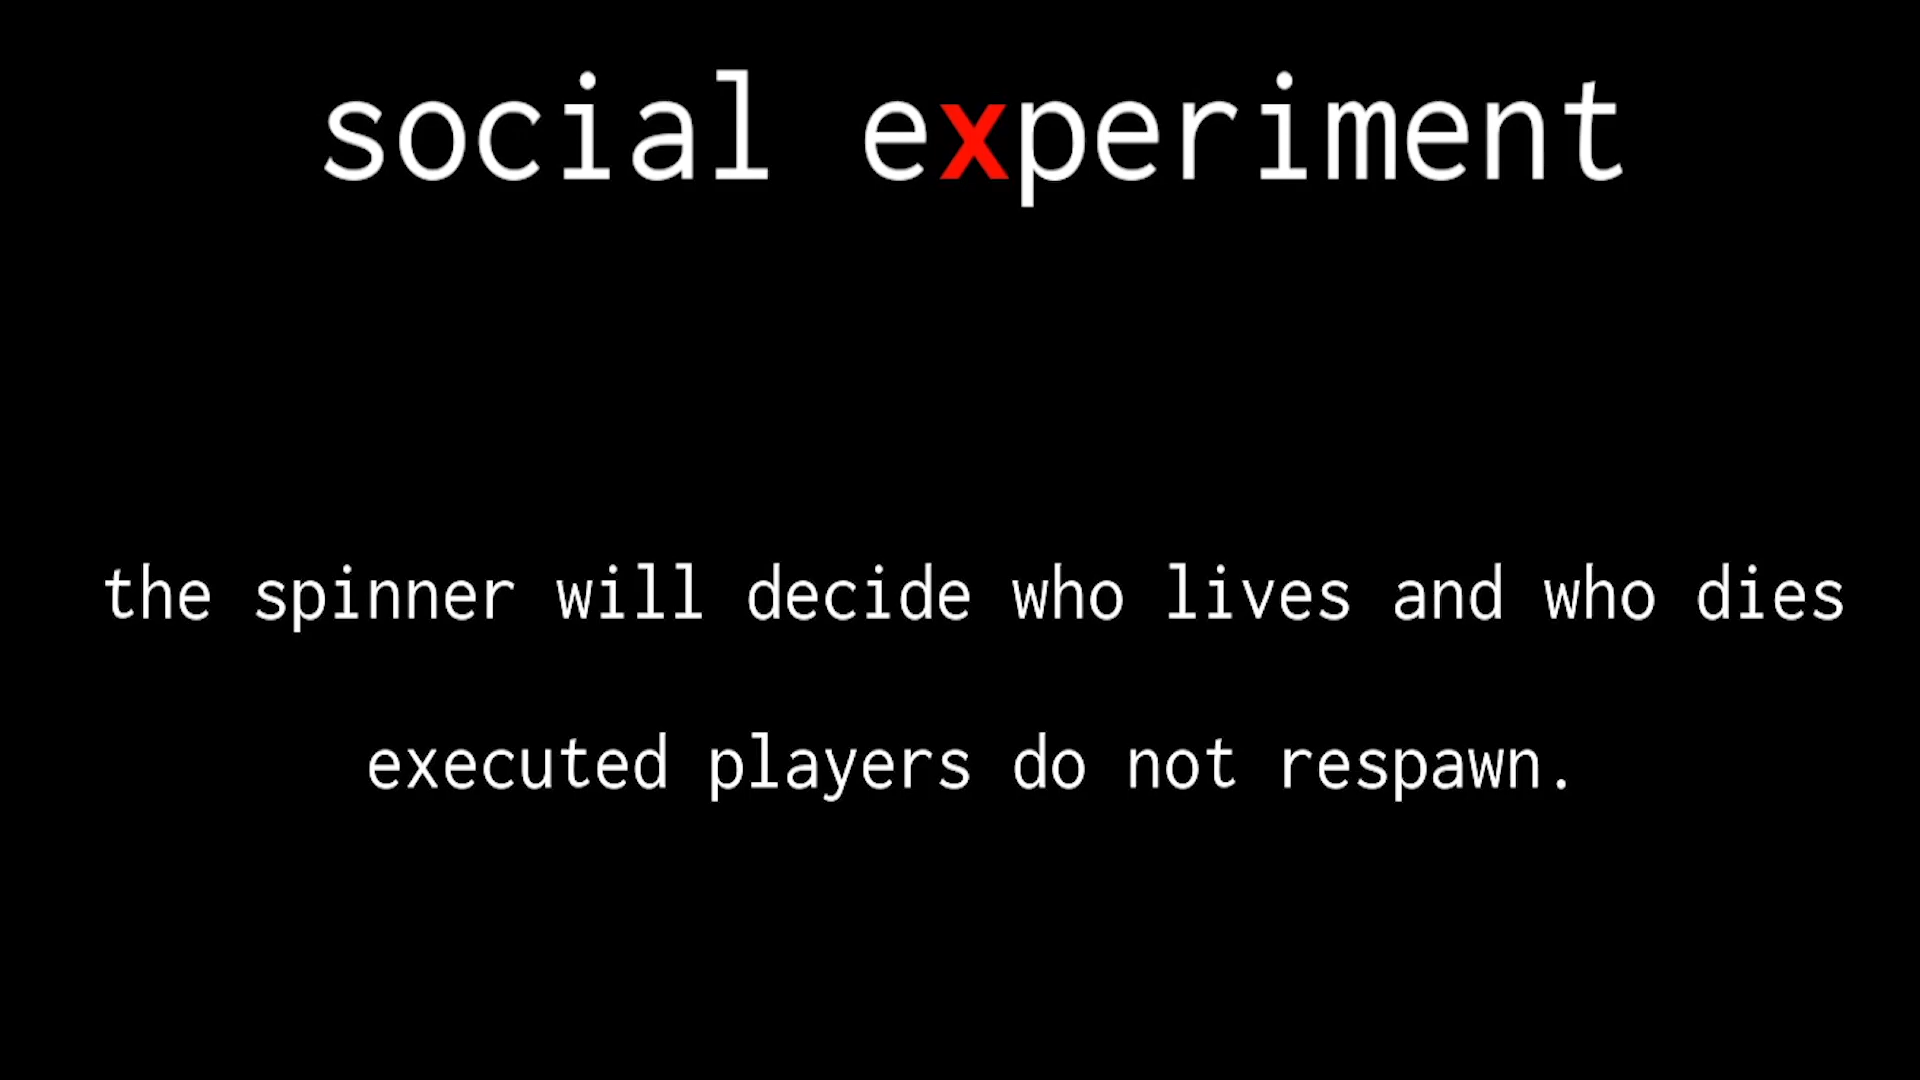 social experiment
the spinner will decide who lives and who dies
executed players do not respawn.